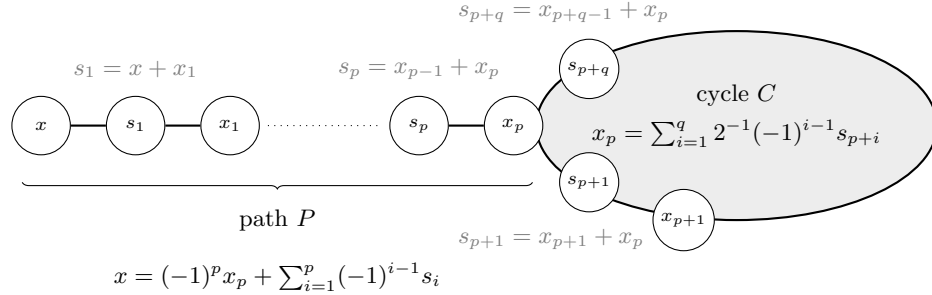 $s_{p+q} = x_{p+q-1} + x_p$
$s_1 = x + x_1$
$s_p = x_{p-1} + x_p$
$s_{p+q}$
cycle $C$
$x$ $s_1$ $x_1$ $s_p$ $x_p$
$x_p = \sum_{i=1}^{q} 2^{-1}(-1)^{i-1} s_{p+i}$
$s_{p+1}$
$x_{p+1}$
path $P$
$s_{p+1} = x_{p+1} + x_p$
$x = (-1)^p x_p + \sum_{i=1}^{p} (-1)^{i-1} s_i$